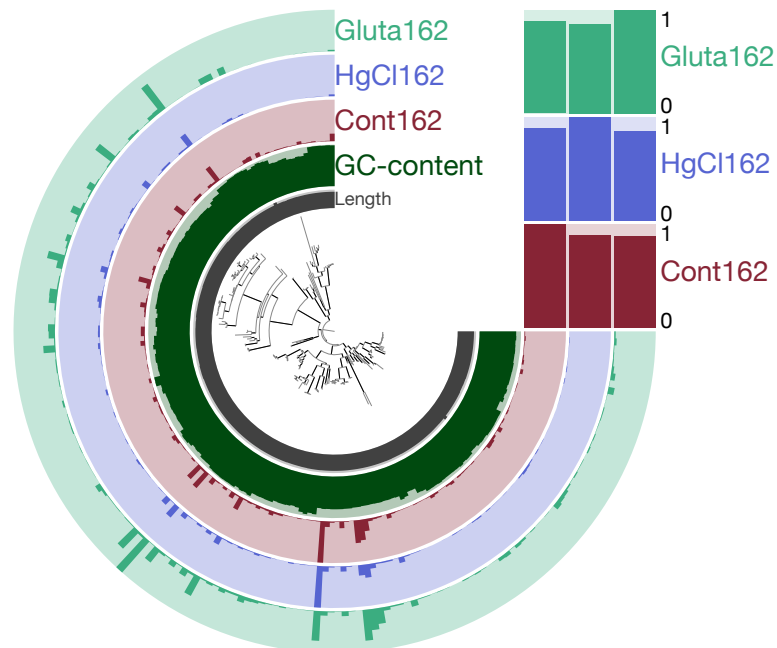 Gluta162
HgCl162
Cont162
GC-content
Length
1
Gluta162
0
1
HgCl162
0
1
Cont162
0